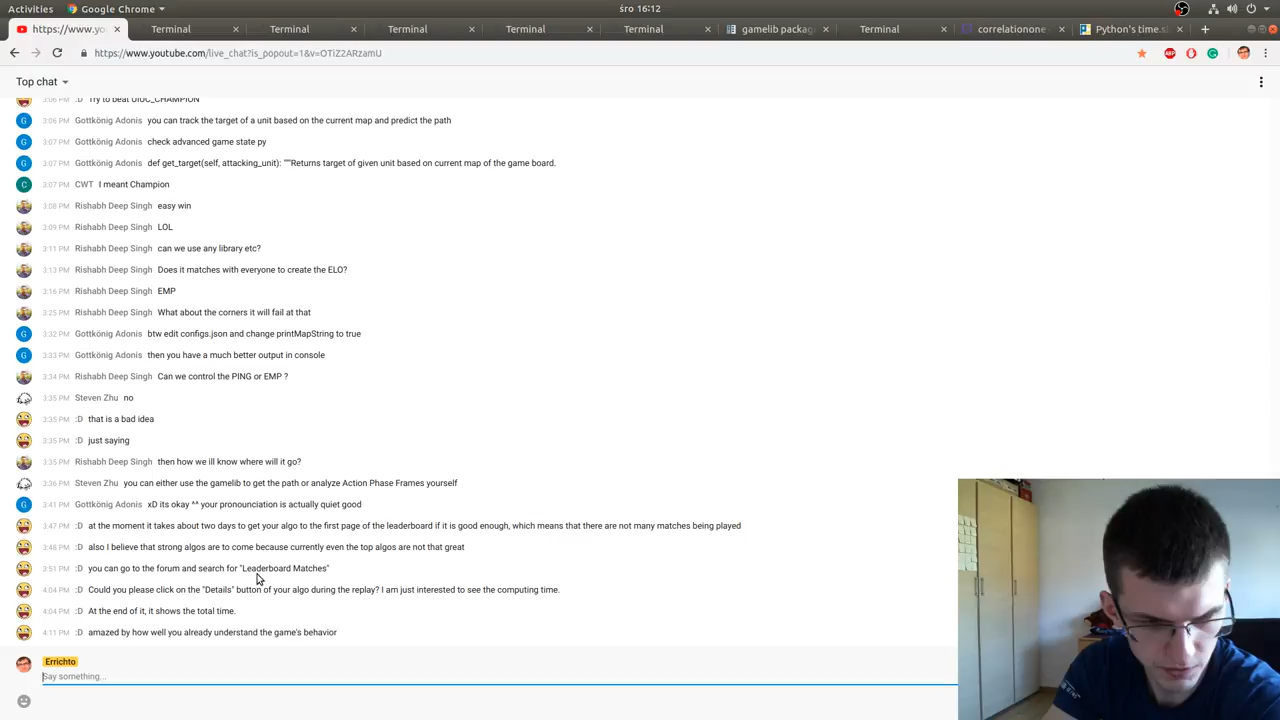 Activities Google Chrome śro 16:12
https://www.yo Terminal Terminal Terminal Terminal Terminal gamelib packag Terminal correlationone Python's time.sl
https://www.youtube.com/live_chat?is_popout=1&v=OTiZ2ARzamU
Top chat
3:06 PM :D Try to beat UIUC_CHAMPION
G 3:06 PM Gottkönig Adonis you can track the target of a unit based on the current map and predict the path
G 3:07 PM Gottkönig Adonis check advanced game state py
G 3:07 PM Gottkönig Adonis def get_target(self, attacking_unit): """Returns target of given unit based on current map of the game board.
C 3:07 PM CWT I meant Champion
3:08 PM Rishabh Deep Singh easy win
3:09 PM Rishabh Deep Singh LOL
3:11 PM Rishabh Deep Singh can we use any library etc?
3:13 PM Rishabh Deep Singh Does it matches with everyone to create the ELO?
3:16 PM Rishabh Deep Singh EMP
3:25 PM Rishabh Deep Singh What about the corners it will fail at that
G 3:32 PM Gottkönig Adonis btw edit configs.json and change printMapString to true
G 3:33 PM Gottkönig Adonis then you have a much better output in console
3:34 PM Rishabh Deep Singh Can we control the PING or EMP ?
3:35 PM Steven Zhu no
3:35 PM :D that is a bad idea
3:35 PM :D just saying
3:35 PM Rishabh Deep Singh then how we ill know where will it go?
3:36 PM Steven Zhu you can either use the gamelib to get the path or analyze Action Phase Frames yourself
G 3:41 PM Gottkönig Adonis xD its okay ^^ your pronounciation is actually quiet good
3:47 PM :D at the moment it takes about two days to get your algo to the first page of the leaderboard if it is good enough, which means that there are not many matches being played
3:48 PM :D also I believe that strong algos are to come because currently even the top algos are not that great
3:51 PM :D you can go to the forum and search for "Leaderboard Matches"
4:04 PM :D Could you please click on the "Details" button of your algo during the replay? I am just interested to see the computing time.
4:04 PM :D At the end of it, it shows the total time.
4:11 PM :D amazed by how well you already understand the game's behavior
Errichto
Say something...